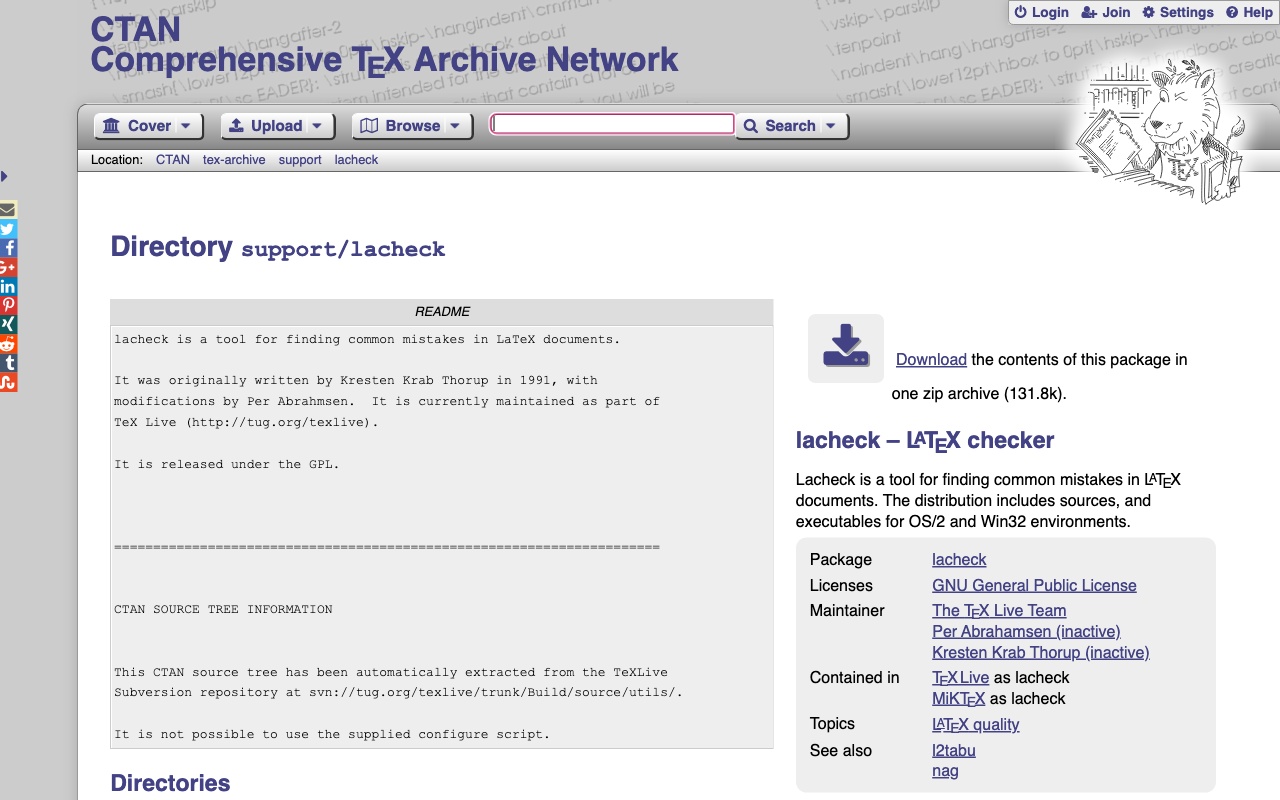 CTAN
Comprehensive TEX Archive Network
Login Join Settings Help
Cover Upload Browse Search
Location: CTAN tex-archive support lacheck
Directory support/lacheck
README
lacheck is a tool for finding common mistakes in LaTeX documents.
It was originally written by Kresten Krab Thorup in 1991, with
modifications by Per Abrahmsen. It is currently maintained as part of
TeX Live (http://tug.org/texlive).
It is released under the GPL.
======================================================================
CTAN SOURCE TREE INFORMATION
This CTAN source tree has been automatically extracted from the TeXLive
Subversion repository at svn://tug.org/texlive/trunk/Build/source/utils/.
It is not possible to use the supplied configure script.
Directories
Download the contents of this package in
one zip archive (131.8k).
lacheck – LATEX checker
Lacheck is a tool for finding common mistakes in LATEX
documents. The distribution includes sources, and
executables for OS/2 and Win32 environments.
Package lacheck
Licenses GNU General Public License
Maintainer The TEX Live Team
Per Abrahamsen (inactive)
Kresten Krab Thorup (inactive)
Contained in TEX Live as lacheck
MiKTEX as lacheck
Topics LATEX quality
See also l2tabu
nag